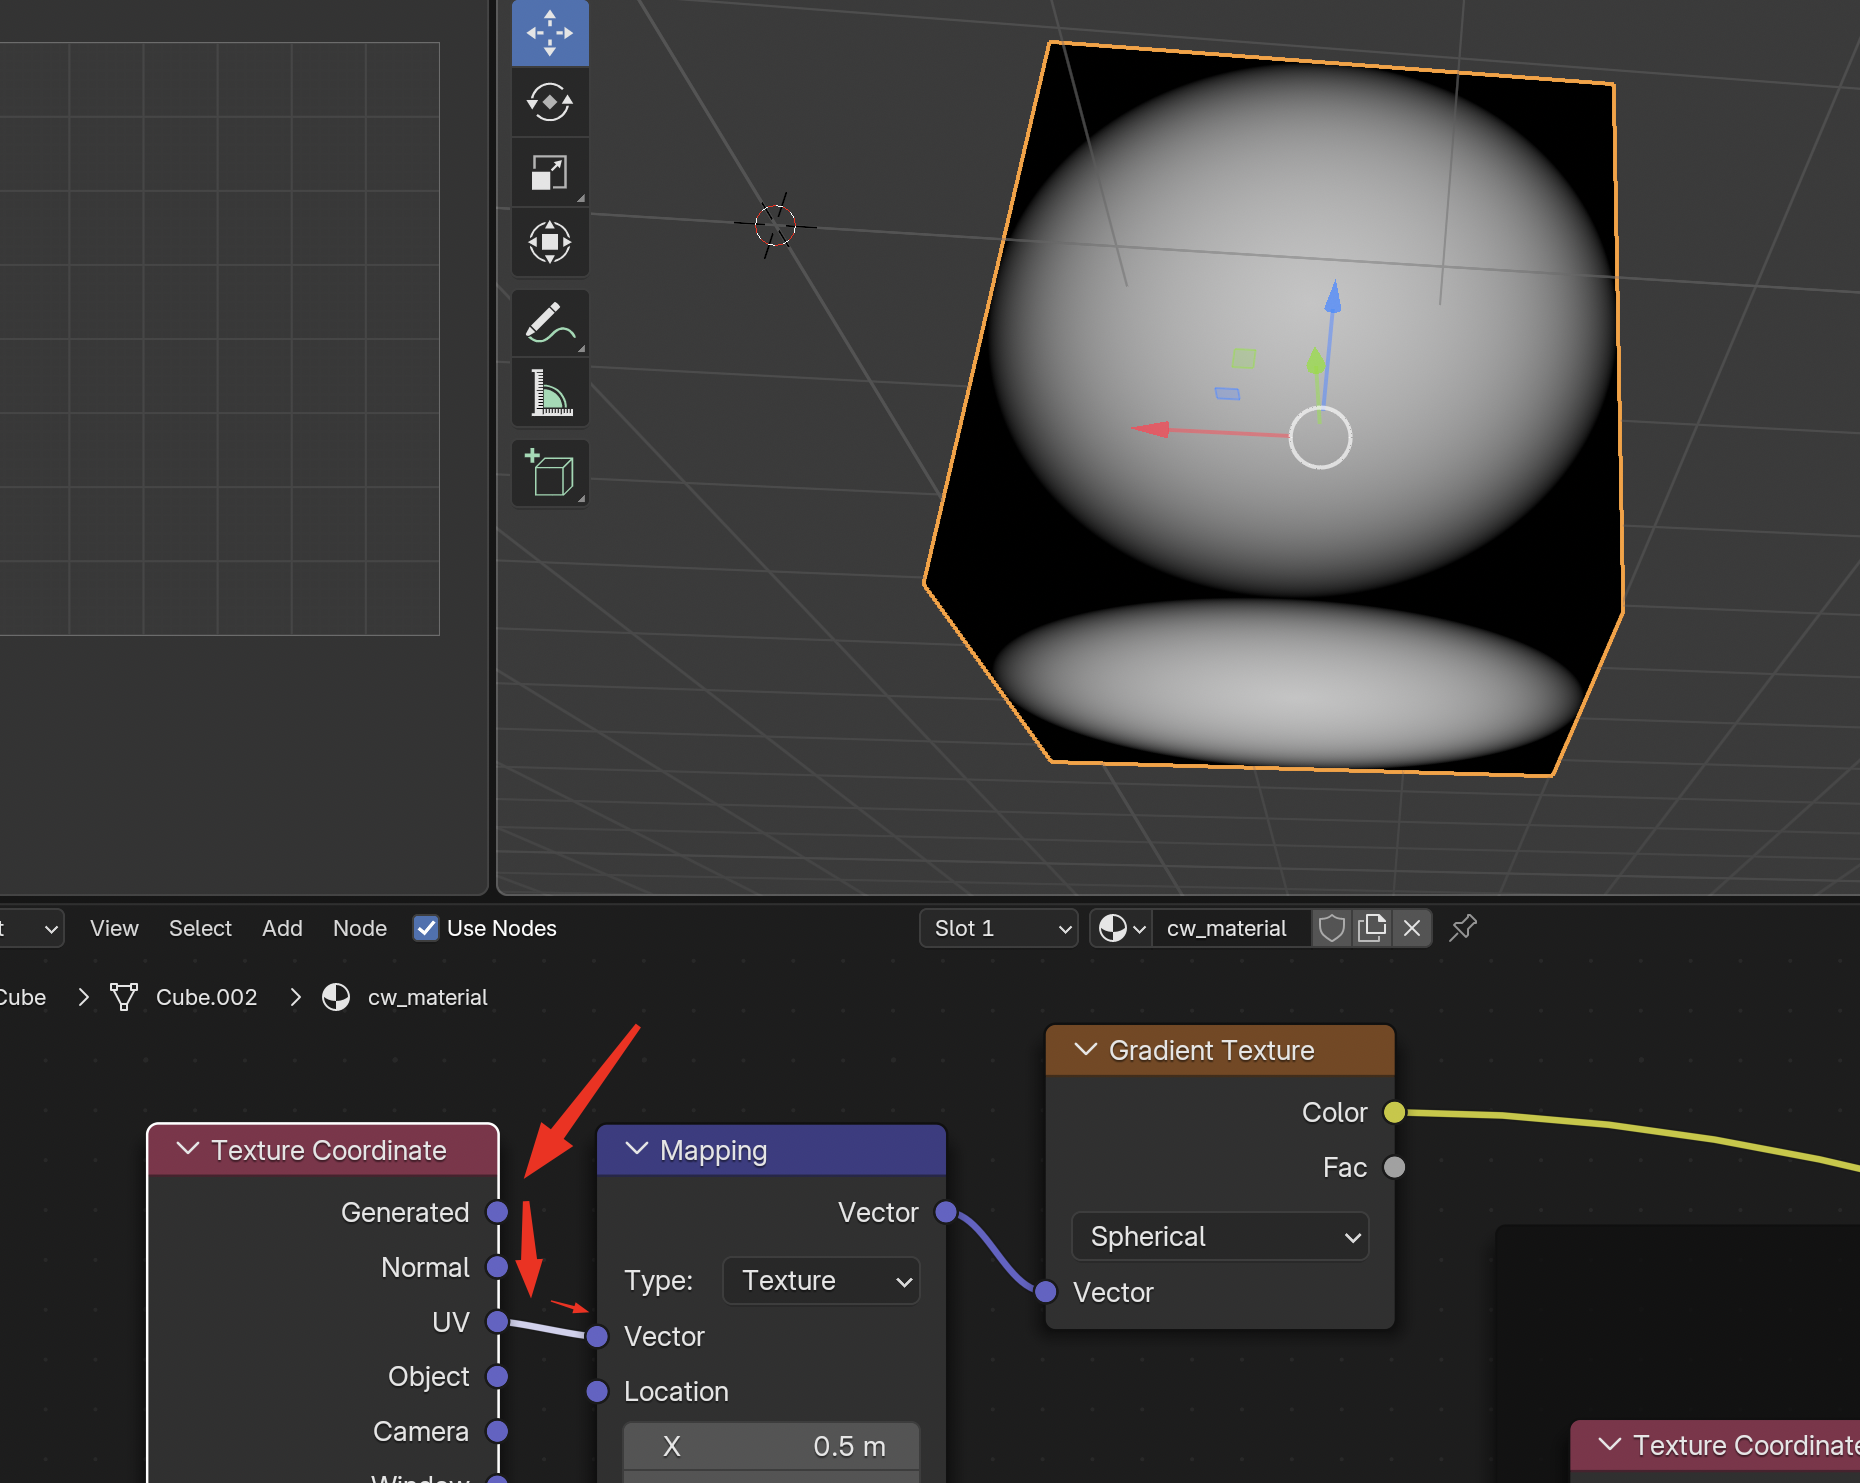 View Select Add Node Use Nodes Slot 1 cw_material
Cube > Cube.002 > cw_material
Gradient Texture
Color
Fac
Spherical
Vector
Texture Coordinate
Generated
Normal
UV
Object
Camera
Window
Mapping
Vector
Type: Texture
Vector
Location
X 0.5 m
Texture Coordinate